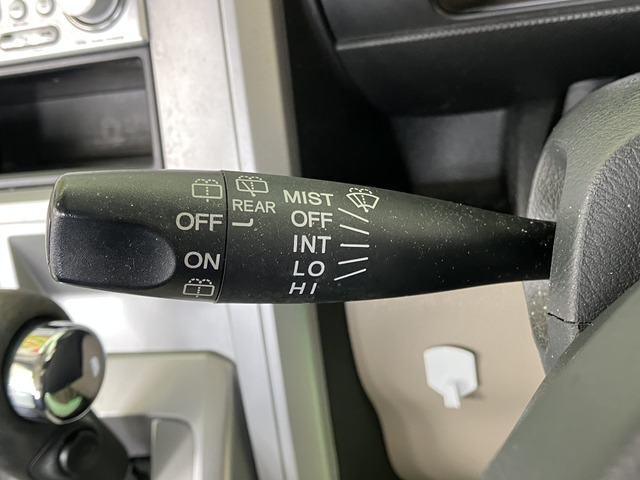 OFF
ON
REAR
MIST
OFF
INT
LO
HI